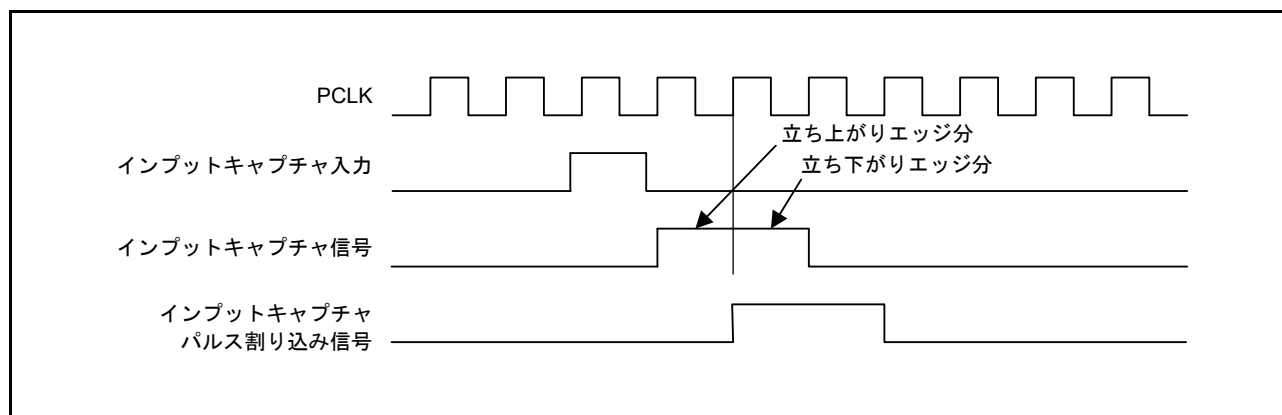 PCLK
立ち上がりエッジ分
インプットキャプチャ入力
立ち下がりエッジ分
インプットキャプチャ信号
インプットキャプチャ
パルス割り込み信号